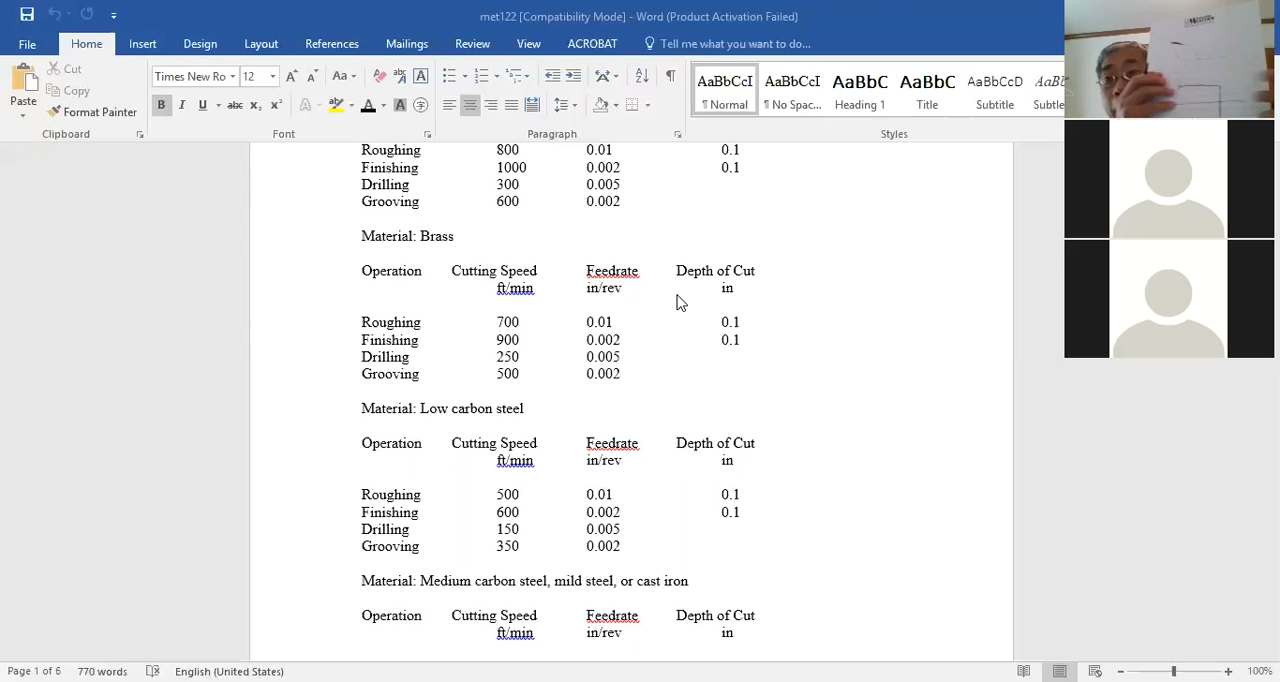 met122 [Compatibility Mode] - Word (Product Activation Failed)
File Home Insert Design Layout References Mailings Review View ACROBAT Tell me what you want to do...
Paste
Cut
Copy
Format Painter
Times New Ro 12
Clipboard Font Paragraph Styles
AaBbCcI AaBbCcI AaBbC AaBbC AaBbCcD AaBbC
¶ Normal ¶ No Spac... Heading 1 Title Subtitle Subtle
Roughing 800 0.01 0.1
Finishing 1000 0.002 0.1
Drilling 300 0.005
Grooving 600 0.002
Material: Brass
Operation Cutting Speed Feedrate Depth of Cut
ft/min in/rev in
Roughing 700 0.01 0.1
Finishing 900 0.002 0.1
Drilling 250 0.005
Grooving 500 0.002
Material: Low carbon steel
Operation Cutting Speed Feedrate Depth of Cut
ft/min in/rev in
Roughing 500 0.01 0.1
Finishing 600 0.002 0.1
Drilling 150 0.005
Grooving 350 0.002
Material: Medium carbon steel, mild steel, or cast iron
Operation Cutting Speed Feedrate Depth of Cut
ft/min in/rev in
Page 1 of 6 770 words English (United States) 100%